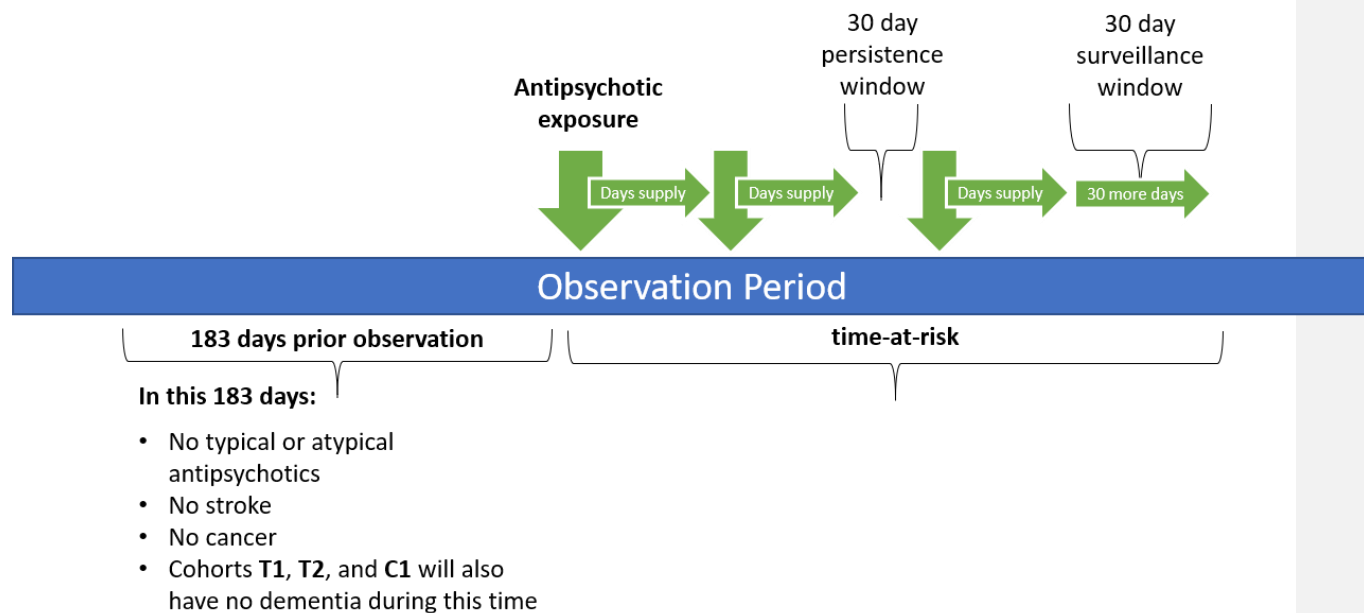 30 day
persistence
window
30 day
surveillance
window
Antipsychotic
exposure
Days supply
Days supply
Days supply
30 more days
Observation Period
183 days prior observation
time-at-risk
In this 183 days:
• No typical or atypical
antipsychotics
• No stroke
• No cancer
• Cohorts T1, T2, and C1 will also
have no dementia during this time